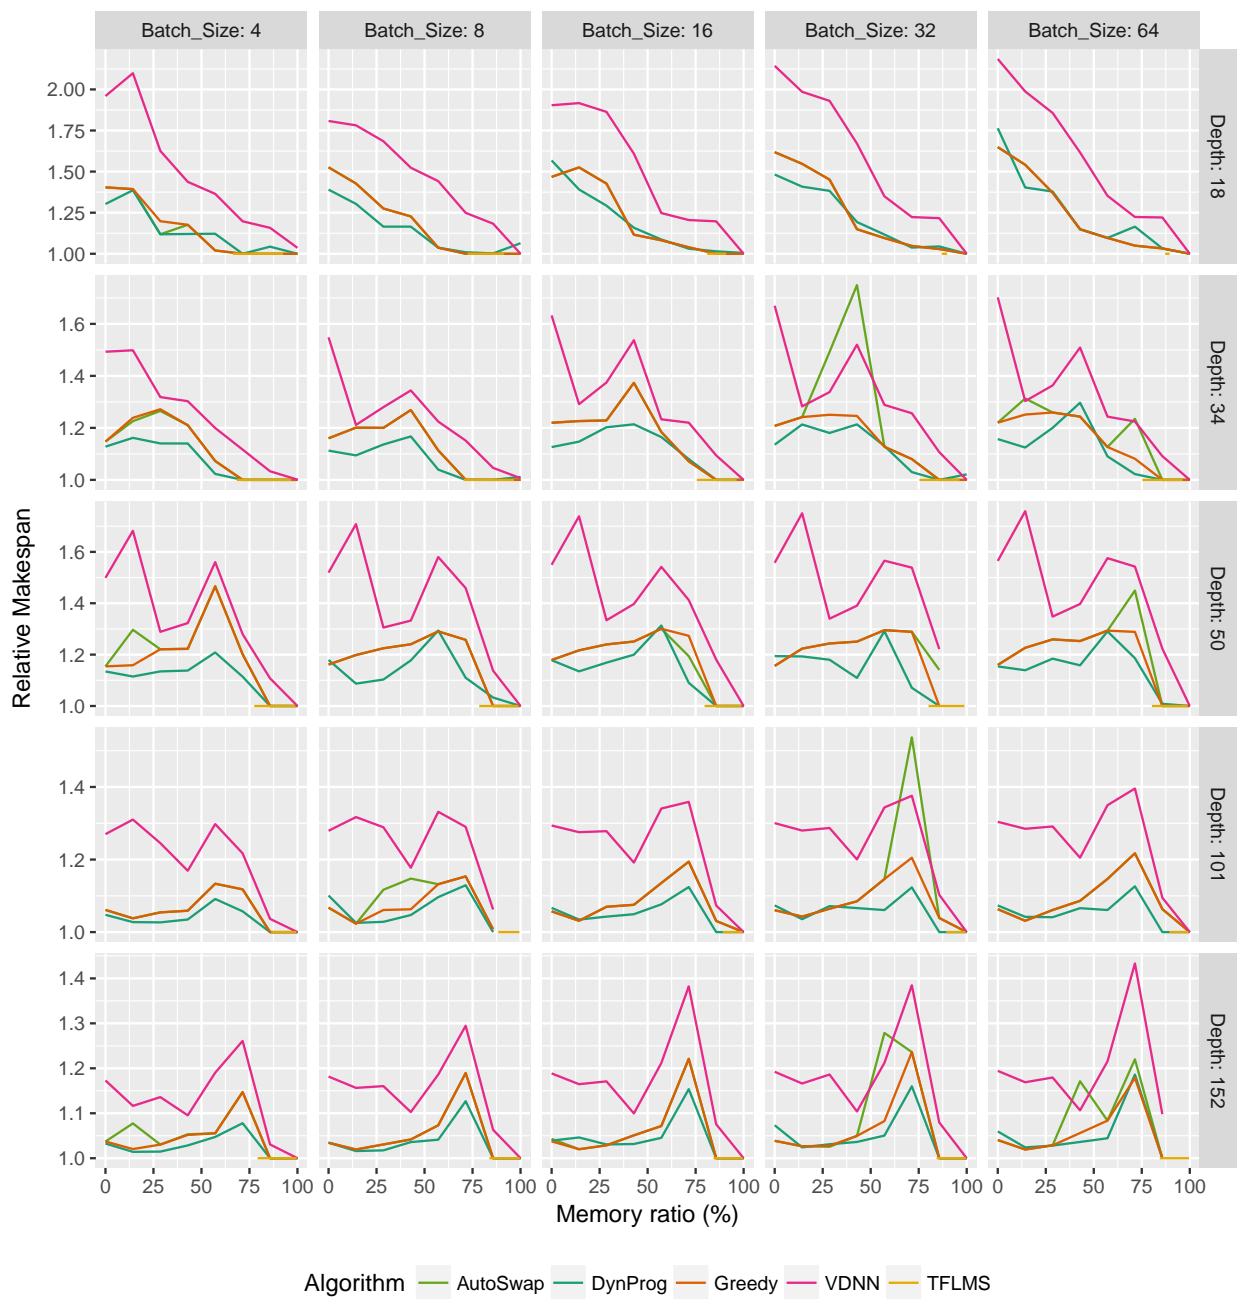 Batch_Size: 4 Batch_Size: 8 Batch_Size: 16 Batch_Size: 32 Batch_Size: 64
Depth: 18
2.00
1.75
1.50
1.25
1.00
Depth: 34
1.6
1.4
1.2
1.0
Depth: 50
1.6
1.4
1.2
1.0
Depth: 101
1.4
1.2
1.0
Depth: 152
1.4
1.3
1.2
1.1
1.0
Relative Makespan
0 25 50 75 100 0 25 50 75 100 0 25 50 75 100 0 25 50 75 100 0 25 50 75 100
Memory ratio (%)
Algorithm AutoSwap DynProg Greedy VDNN TFLMS